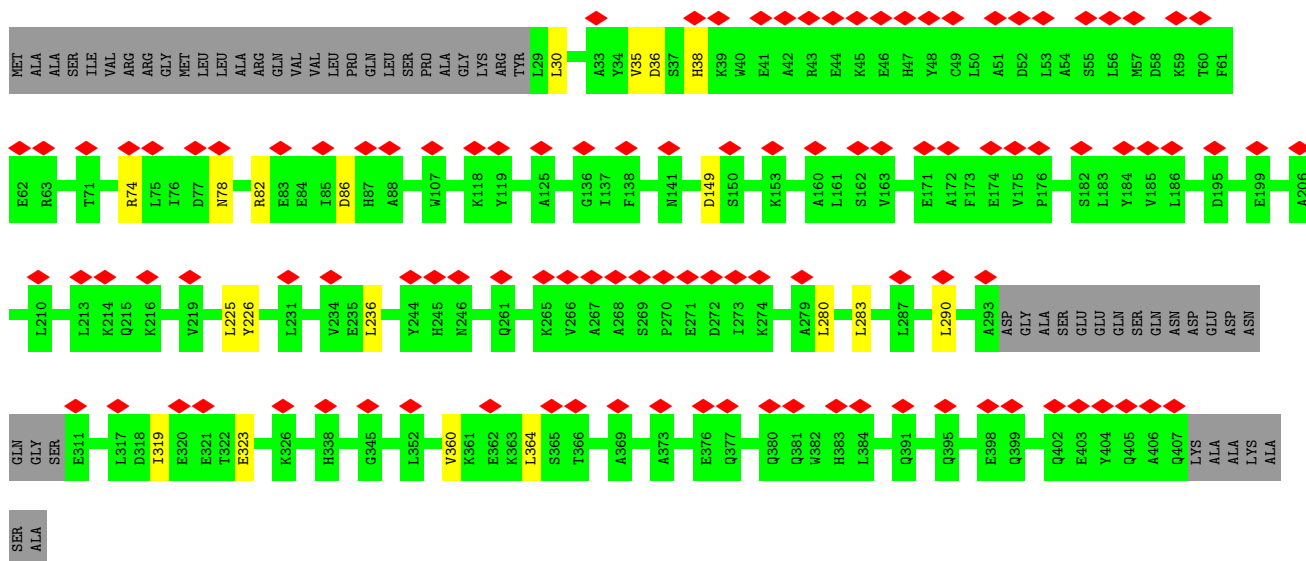 MET ALA ALA SER ILE VAL ARG ARG GLY MET LEU LEU ALA ARG GLN VAL VAL LEU PRO GLN LEU SER PRO ALA GLY LYS ARG TYR L29 L30 A33 Y34 V35 D36 S37 H38 K39 W40 E41 A42 R43 E44 K45 E46 H47 Y48 C49 L50 A51 D52 L53 A54 S55 L56 M57 D58 K59 T60 F61
E62 R63 T71 R74 L75 I76 D77 N78 R82 E83 E84 I85 D86 H87 A88 W107 K118 Y119 A125 G136 I137 F138 N141 D149 S150 K153 A160 L161 S162 V163 E171 A172 F173 E174 V175 P176 S182 L183 Y184 V185 L186 D195 E199 A206
L210 L213 K214 Q215 K216 V219 L225 Y226 L231 V234 E235 L236 Y244 H245 N246 Q261 K265 V266 A267 A268 S269 P270 E271 D272 I273 K274 A279 L280 L283 L287 L290 A293 ASP GLY ALA SER GLU GLU GLN SER GLN ASN ASP GLU ASP ASN
GLN GLY SER E311 L317 D318 I319 E320 E321 T322 E323 K326 H338 G345 L352 V360 K361 E362 K363 L364 S365 T366 A369 A373 E376 Q377 Q380 Q381 W382 H383 L384 Q391 Q395 E398 Q399 Q402 E403 Y404 Q405 A406 Q407 LYS ALA ALA LYS ALA
SER ALA